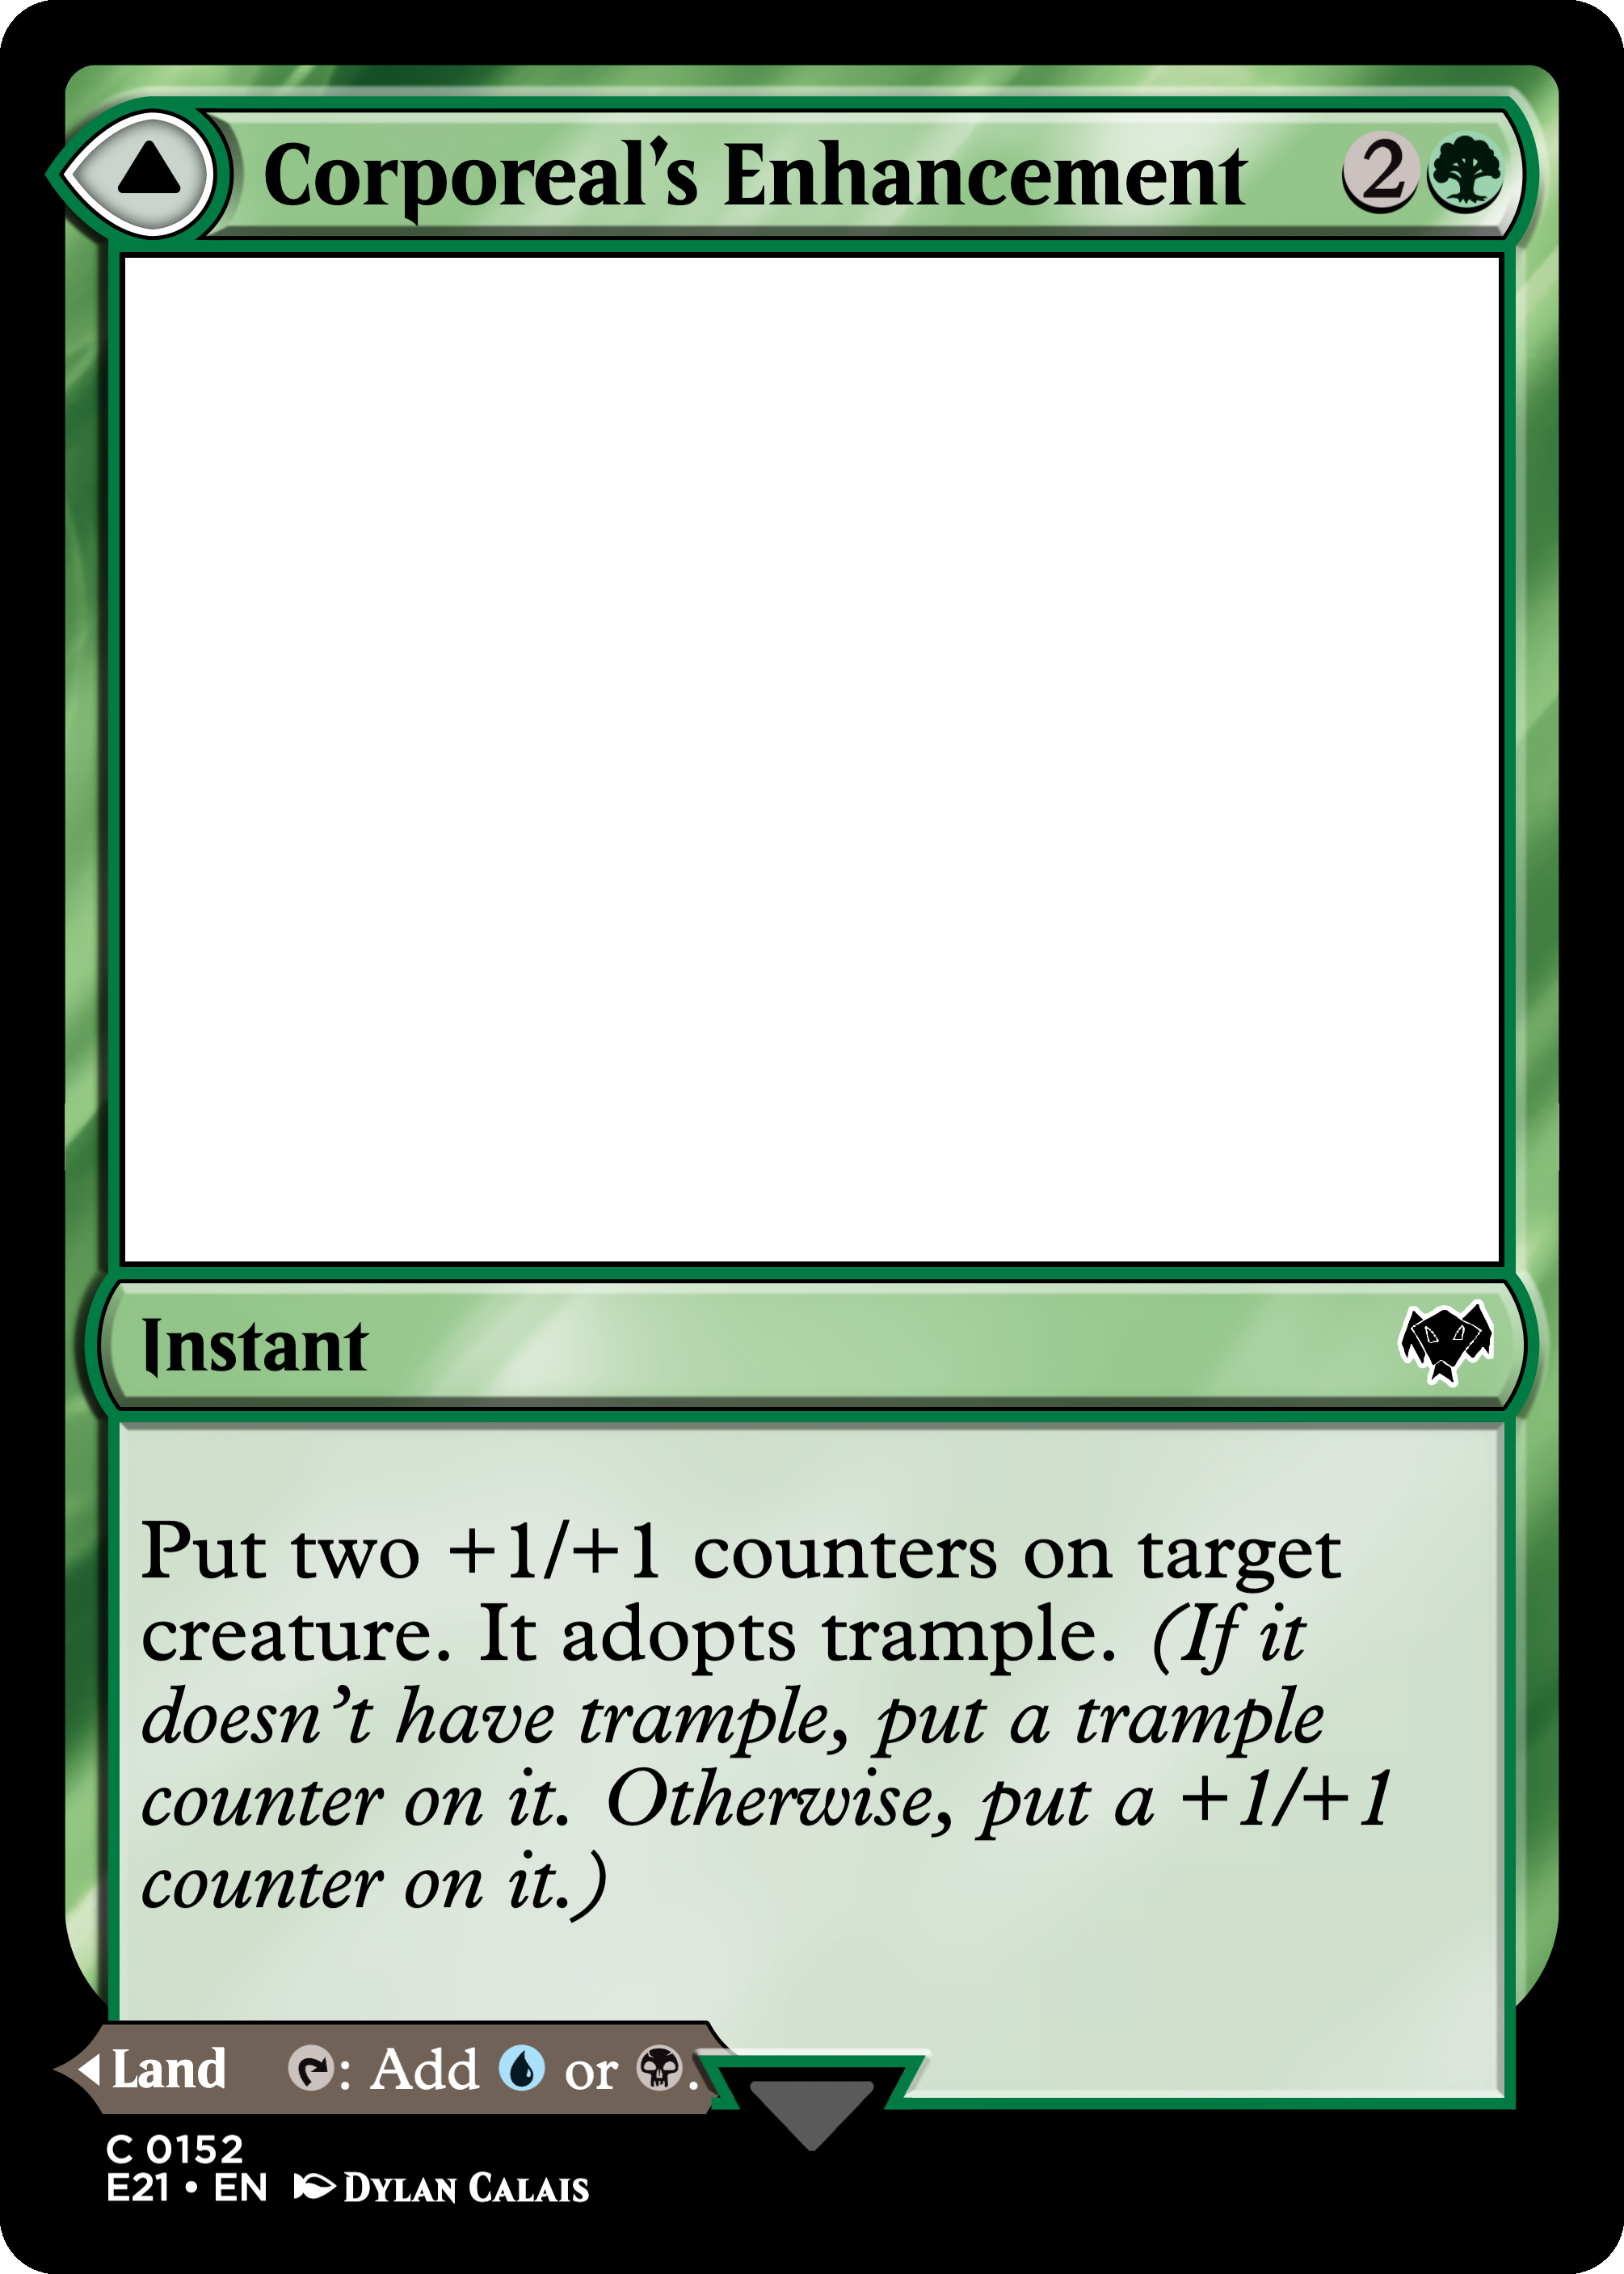 Corporeal's Enhancement 2
Instant
Put two +1/+1 counters on target
creature. It adopts trample. (If it
doesn't have trample, put a trample
counter on it. Otherwise, put a +1/+1
counter on it.)
Land : Add or .
C 0152
E21 • EN Dylan Calais